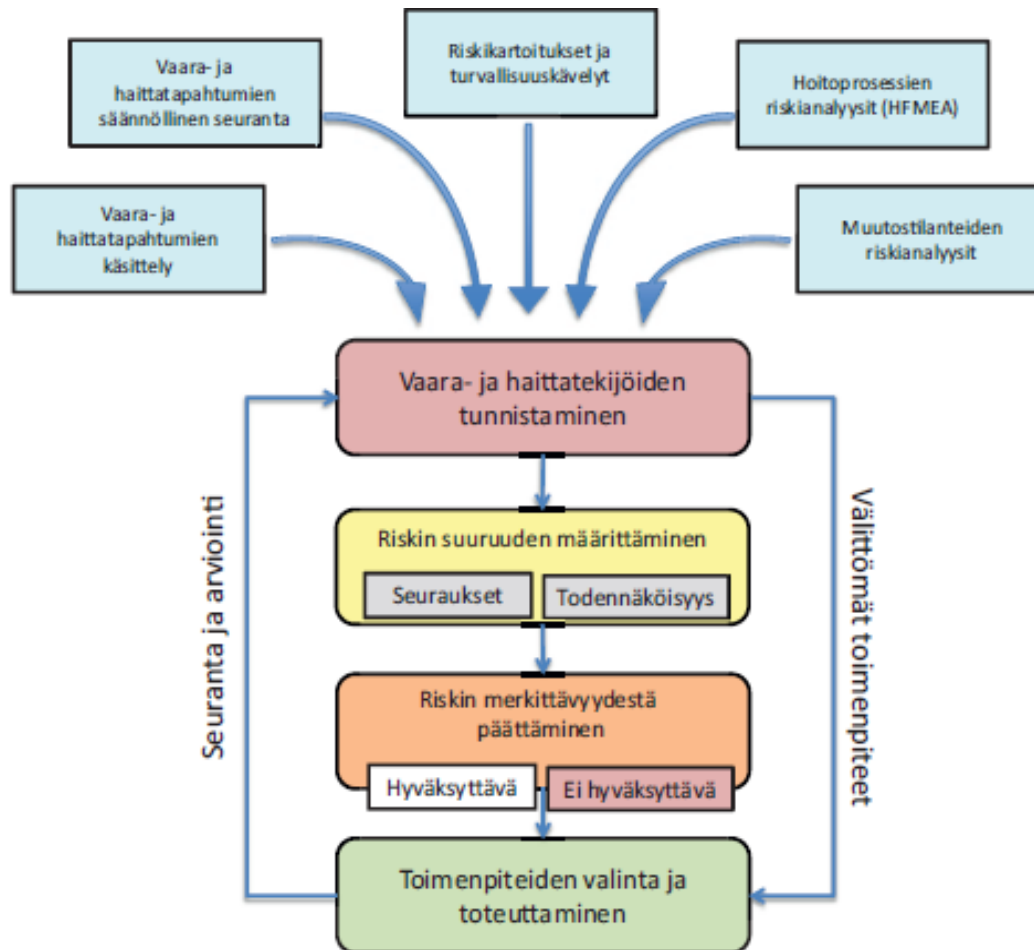 Riskikartoitukset ja
turvallisuuskävelyt
Vaara- ja
haittatapahtumien
säännöllinen seuranta
Hoitoprosessien
riskianalyysit (HFMEA)
Vaara- ja
haittatapahtumien
käsittely
Muutostilanteiden
riskianalyysit
Vaara- ja haittatekijöiden
tunnistaminen
Riskin suuruuden määrittäminen
Seuraukset
Todennäköisyys
Riskin merkittävyydestä
päättäminen
Hyväksyttävä
Ei hyväksyttävä
Toimenpiteiden valinta ja
toteuttaminen
Seuranta ja arviointi
Välittömät toimenpiteet